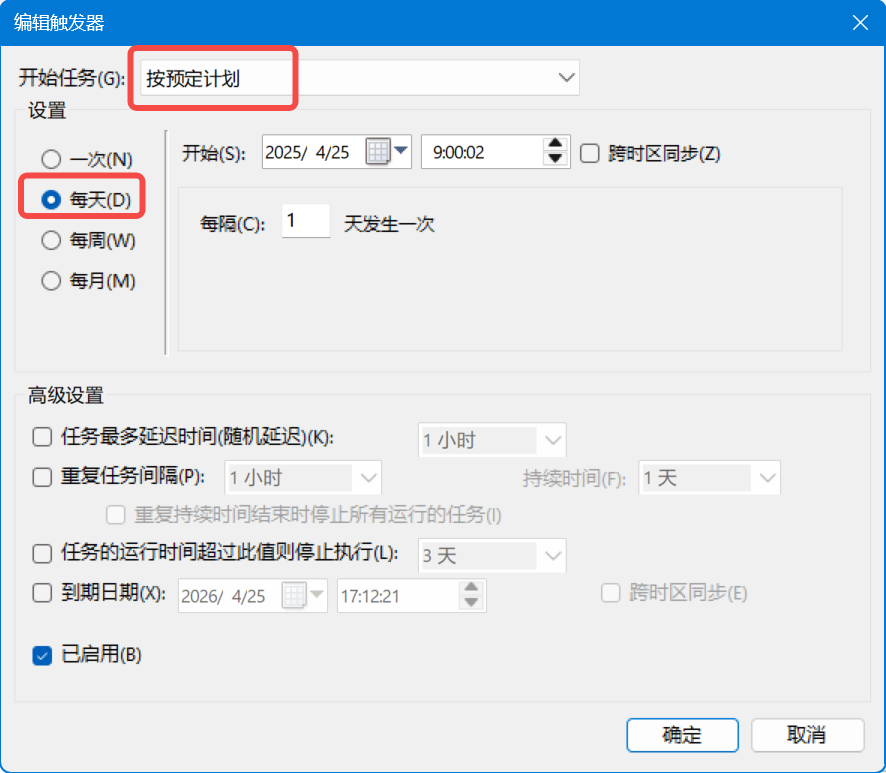 编辑触发器
开始任务(G): 按预定计划
设置
一次(N)
每天(D)
每周(W)
每月(M)
开始(S): 2025/ 4/25 9:00:02 跨时区同步(Z)
每隔(C): 1 天发生一次
高级设置
任务最多延迟时间(随机延迟)(K): 1 小时
重复任务间隔(P): 1 小时 持续时间(F): 1 天
重复持续时间结束时停止所有运行的任务(I)
任务的运行时间超过此值则停止执行(L): 3 天
到期日期(X): 2026/ 4/25 17:12:21 跨时区同步(E)
已启用(B)
确定 取消